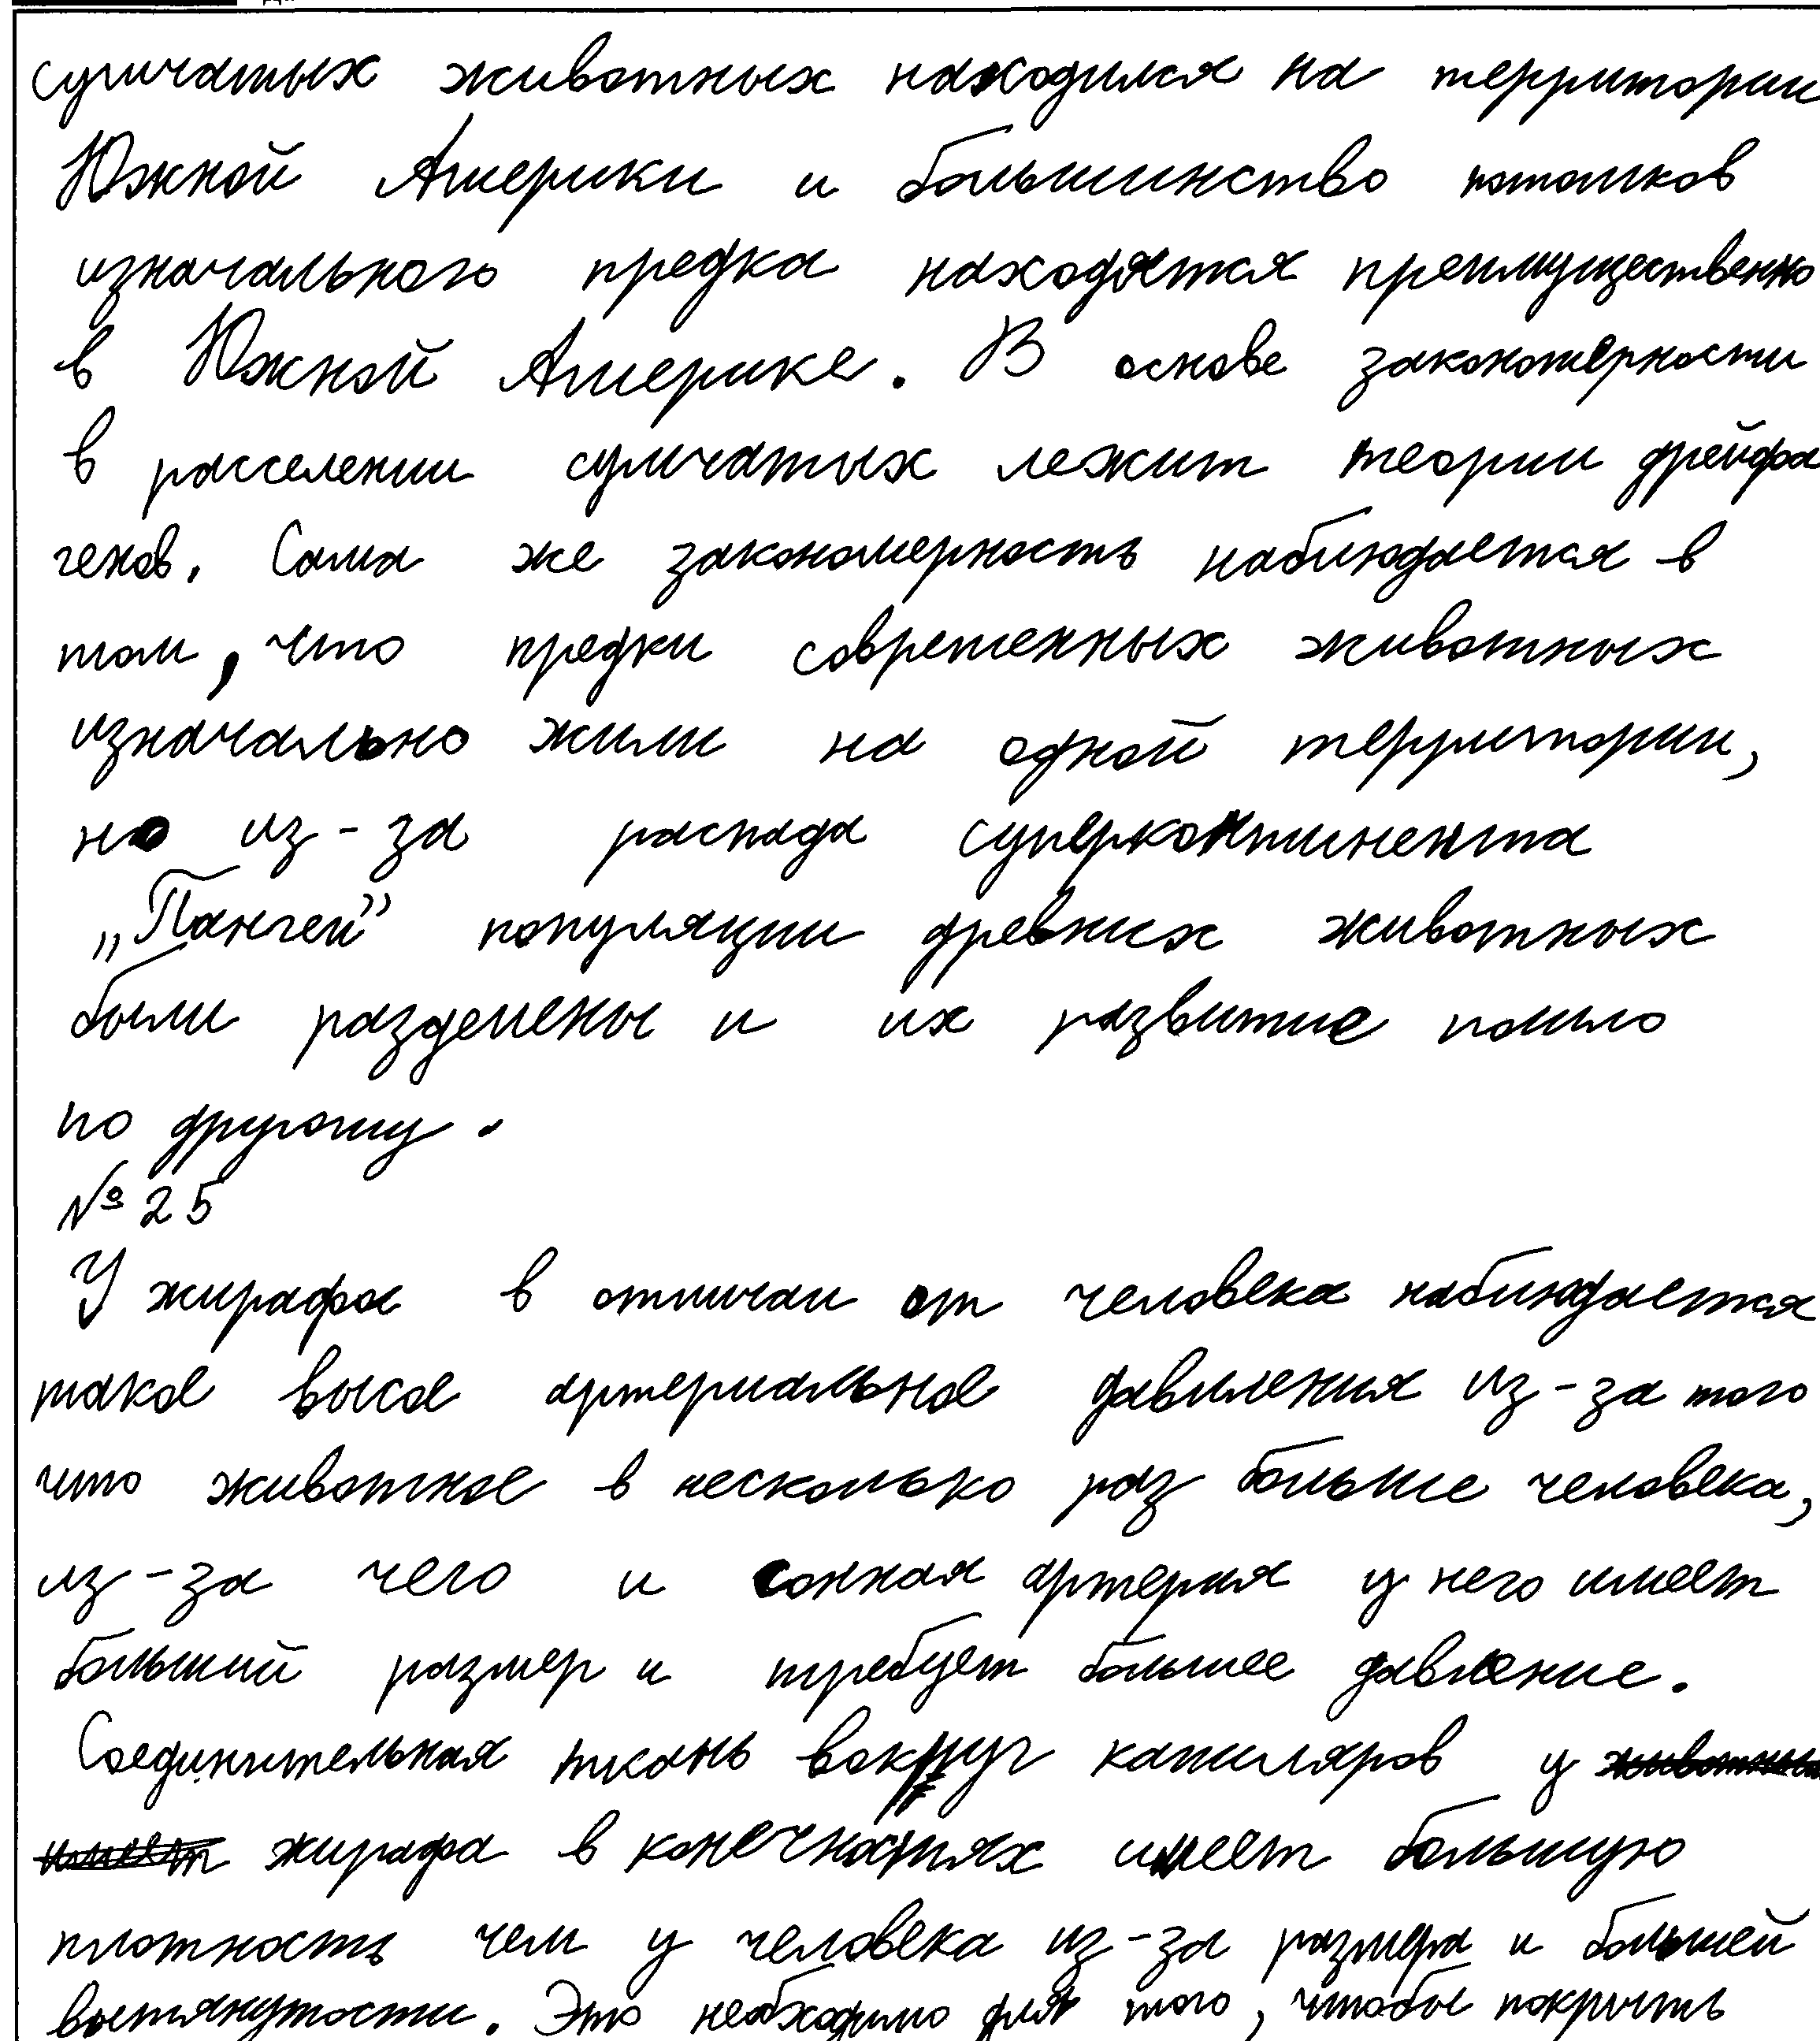 сумчатых животных находился на территории
Южной Америки и большинство потомков
изначального предка находятся преимущественно
в Южной Америке. В основе закономерности
в расселении сумчатых лежит теории дрейфа
генов. Сама же закономерность наблюдается в
том, что предки современных животных
изначально жили на одной территории,
но из-за распада суперконтинента
„Пангеи” популяции древних животных
были разделены и их развитие пошло
по другому.
№ 25
У жирафа в отличаи от человека наблюдается
такое высое артериальное давиления из-за того
что животное в несколько раз больше человека,
из-за чего и сонная артерия у него имеет
больший размер и требует большее давление.
Соединительная ткань вокруг капиляров у
жирафа в конечностях имеет большую
плотность чем у человека из-за размера и большей
вытянутости. Это необходимо для того, чтобы покрыть